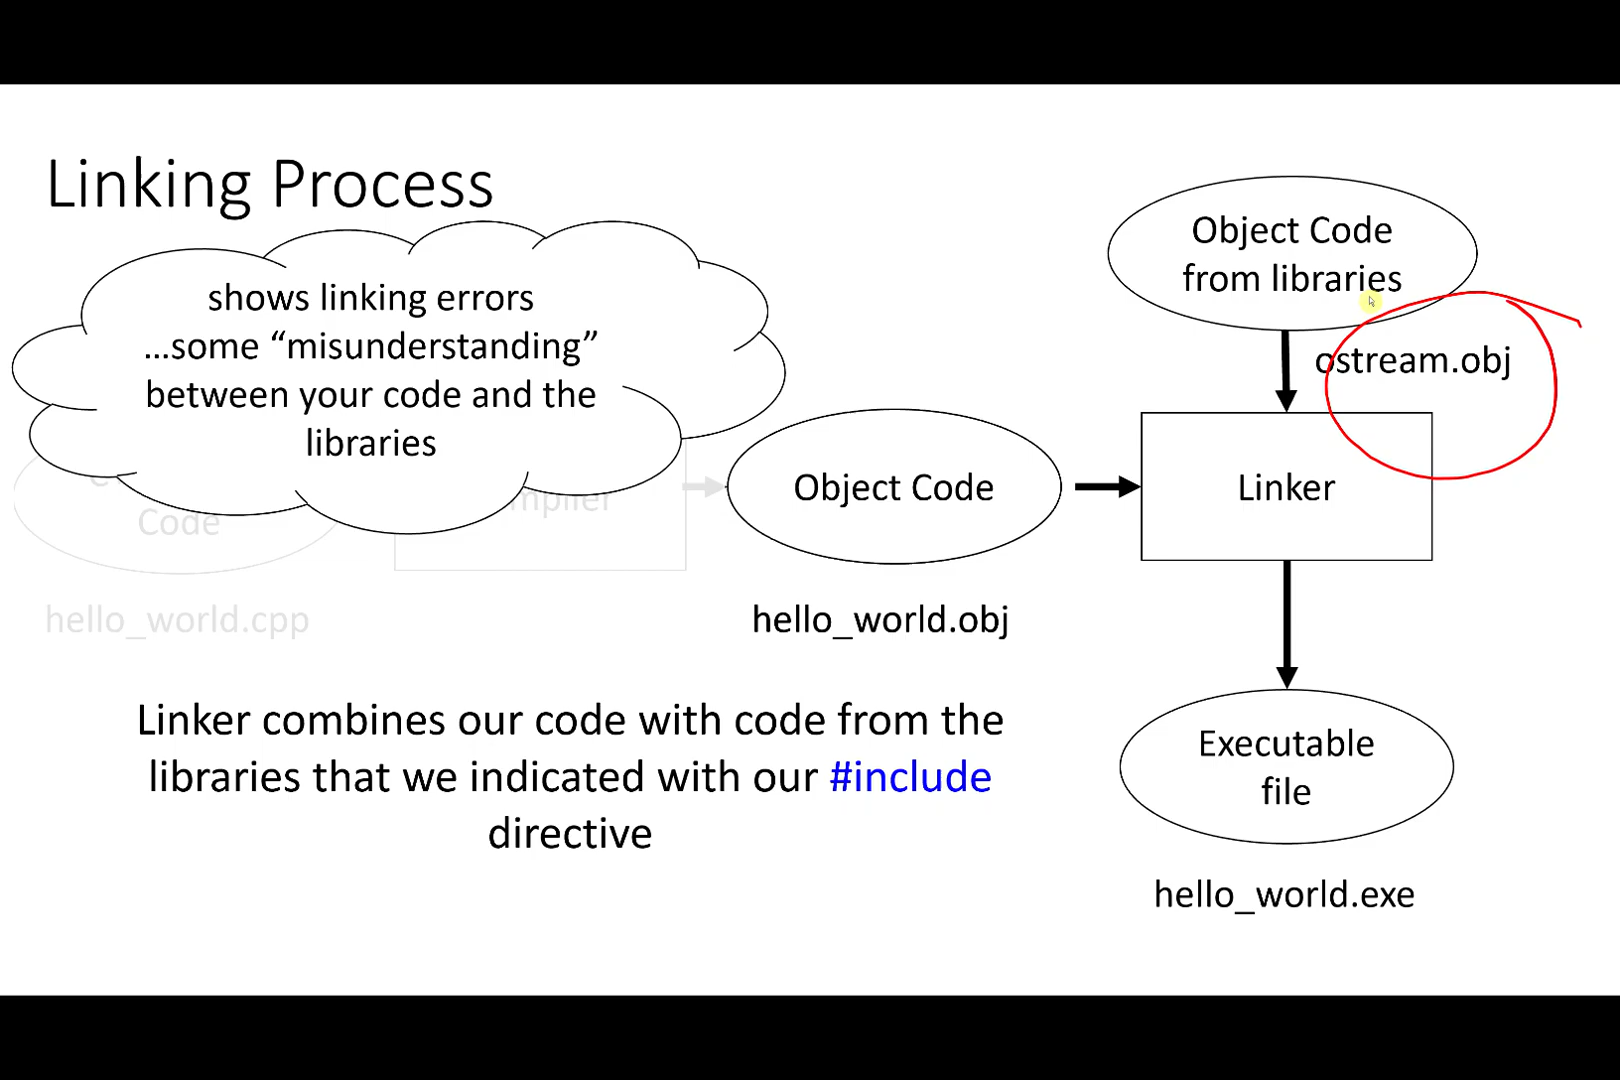 Linking Process
shows linking errors
...some “misunderstanding”
between your code and the
libraries
Object Code
from libraries
ostream.obj
Code
Object Code
Linker
hello_world.cpp
hello_world.obj
Linker combines our code with code from the
libraries that we indicated with our #include
directive
Executable
file
hello_world.exe